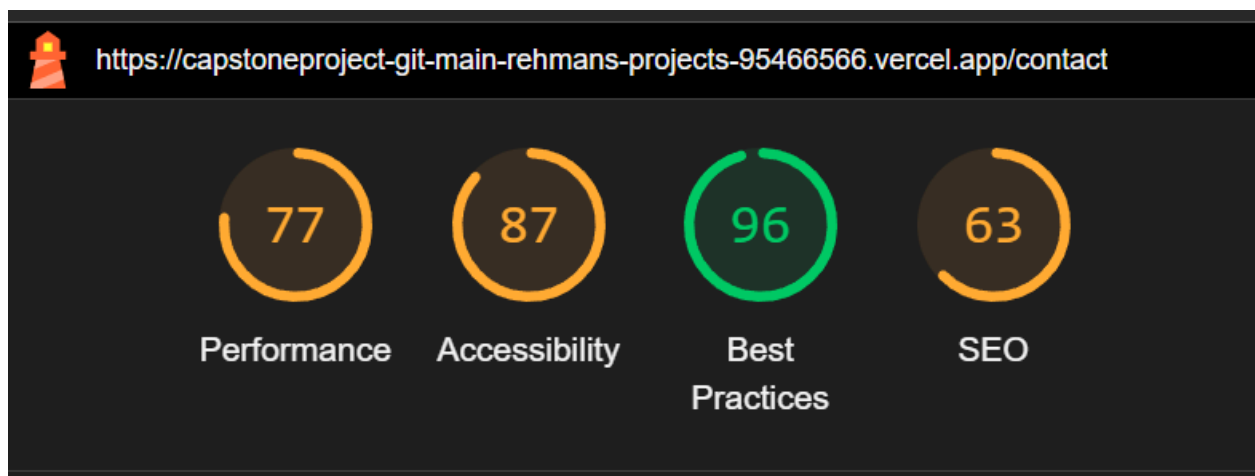 https://capstoneproject-git-main-rehmans-projects-95466566.vercel.app/contact
77
87
96
63
Performance
Accessibility
Best
Practices
SEO